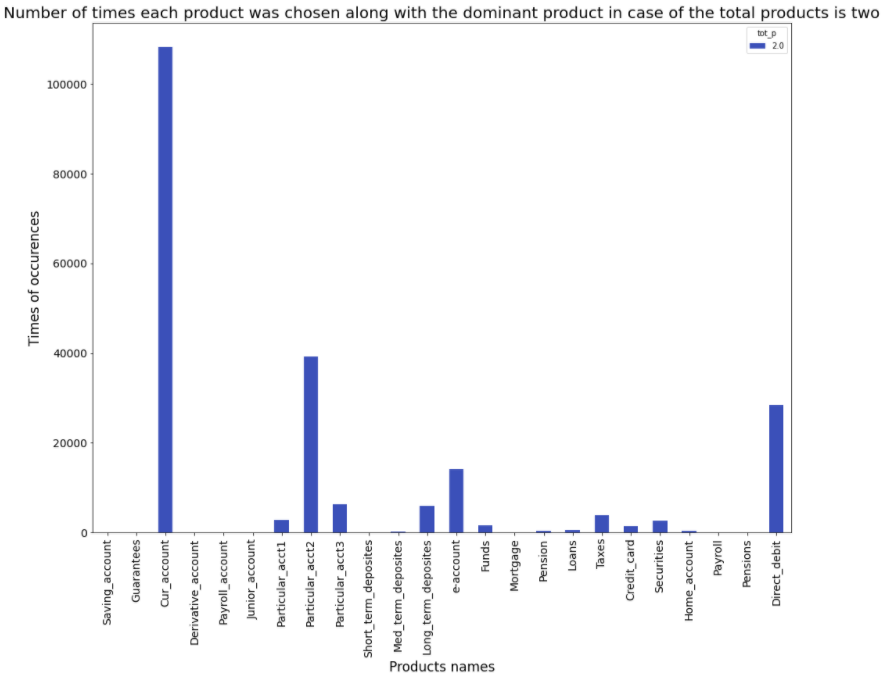 Number of times each product was chosen along with the dominant product in case of the total products is two
tot_p
2.0
Times of occurences
100000
80000
60000
40000
20000
0
Saving_account
Guarantees
Cur_account
Derivative_account
Payroll_account
Junior_account
Particular_acct1
Particular_acct2
Particular_acct3
Short_term_deposites
Med_term_deposites
Long_term_deposites
e-account
Funds
Mortgage
Pension
Loans
Taxes
Credit_card
Securities
Home_account
Payroll
Pensions
Direct_debit
Products names